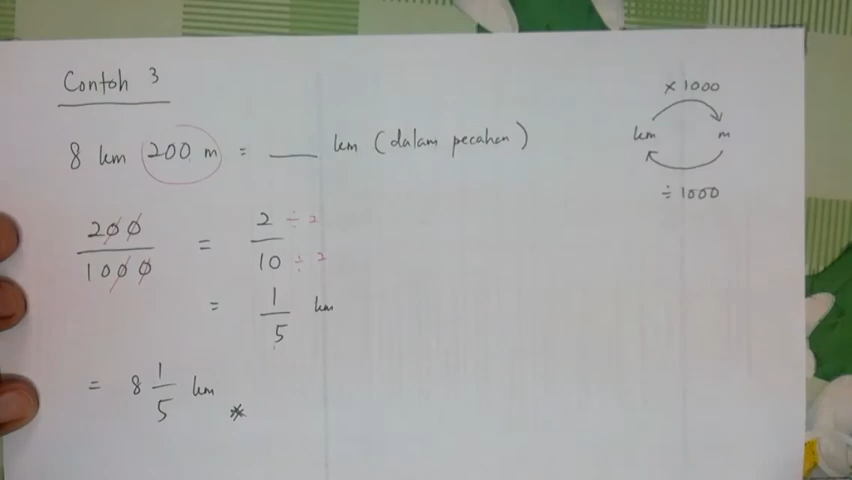 Contoh 3
8 km 200 m = ___ km (dalam pecahan)
× 1000
km m
÷ 1000
200/1000 = 2/10 ÷ 2 ÷ 2
= 1/5 km
= 8 1/5 km *